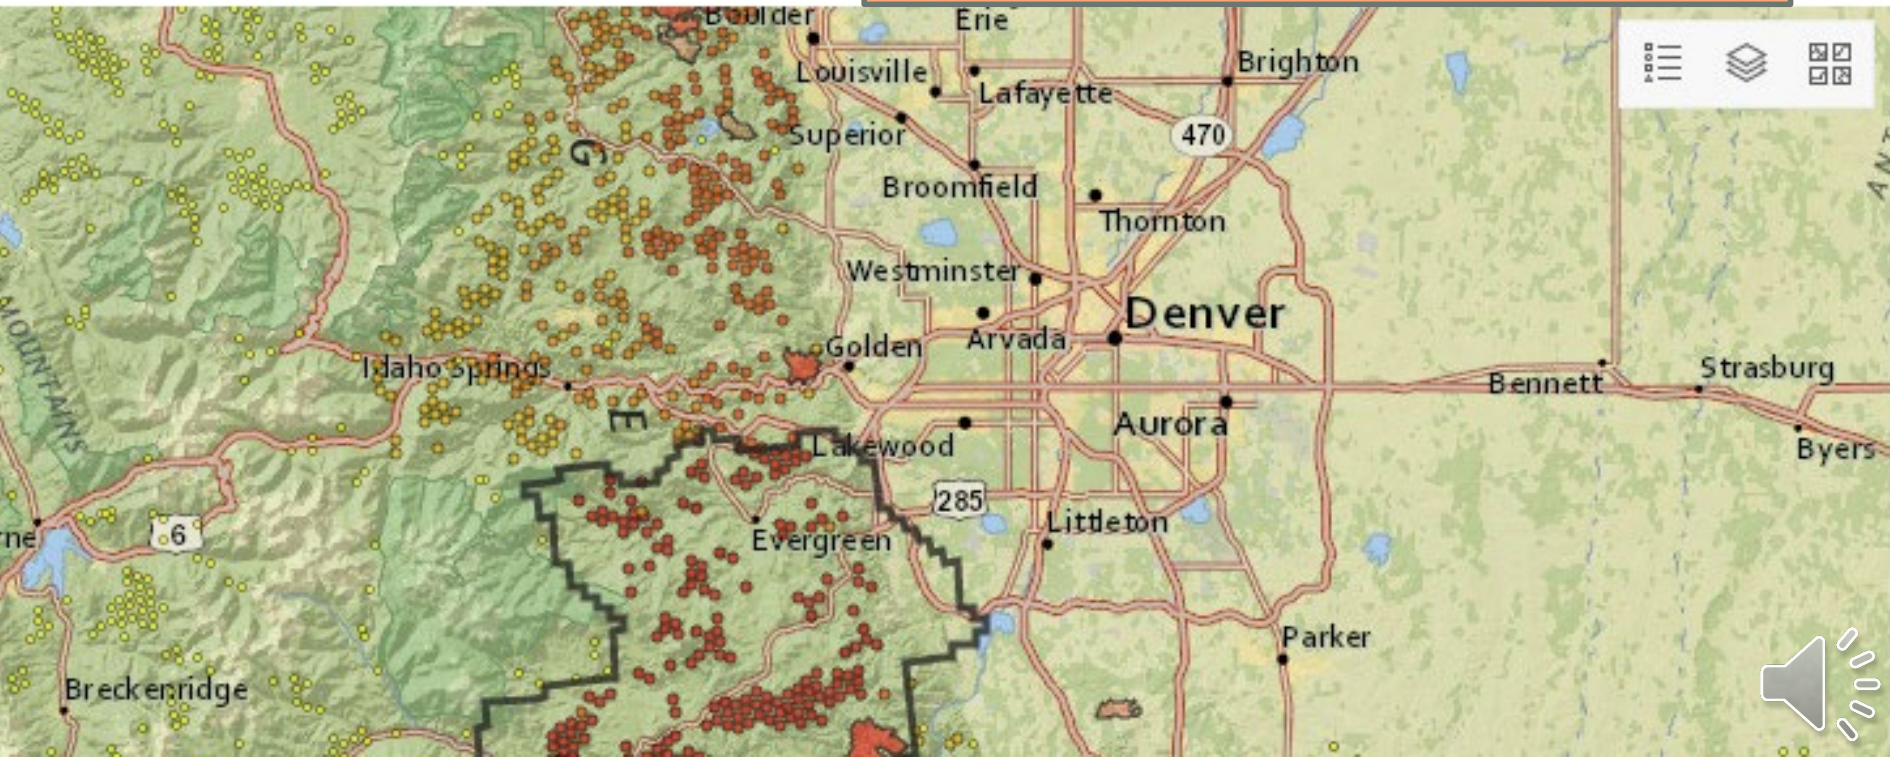 Boulder
Erie
Louisville
Brighton
Lafayette
Superior
470
G
Broomfield
Thornton
Westminster
Denver
Arvada
Golden
MOUNTAINS
Idaho Springs
Bennett
Strasburg
E
Lakewood
Aurora
Byers
285
6
Littleton
Evergreen
Parker
Breckenridge